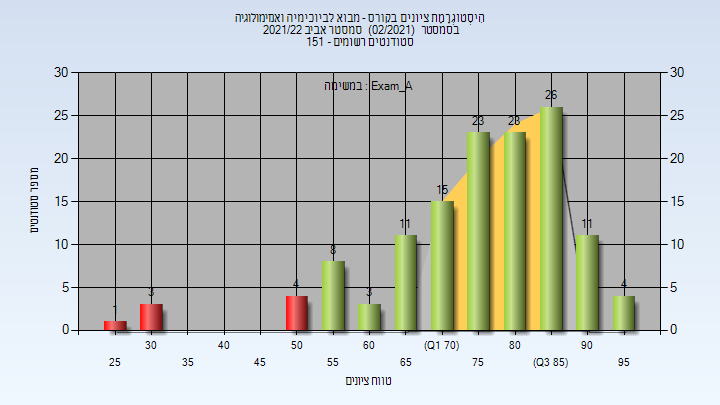 היסטוגרמת ציונים בקורס - מבוא לביוכימיה ואנזימולוגיה
בסמסטר (02/2021) סמסטר אביב 2021/22
סטודנטים רשומים - 151
במשימה : Exam_A
30 30
25 25
20 20
15 15
10 10
5 5
0 0
מספר סטודנטים
1 3 4 8 3 11 15 23 23 26 11 4
30 40 50 60 (Q1 70) 80 90
25 35 45 55 65 75 (Q3 85) 95
טווח ציונים